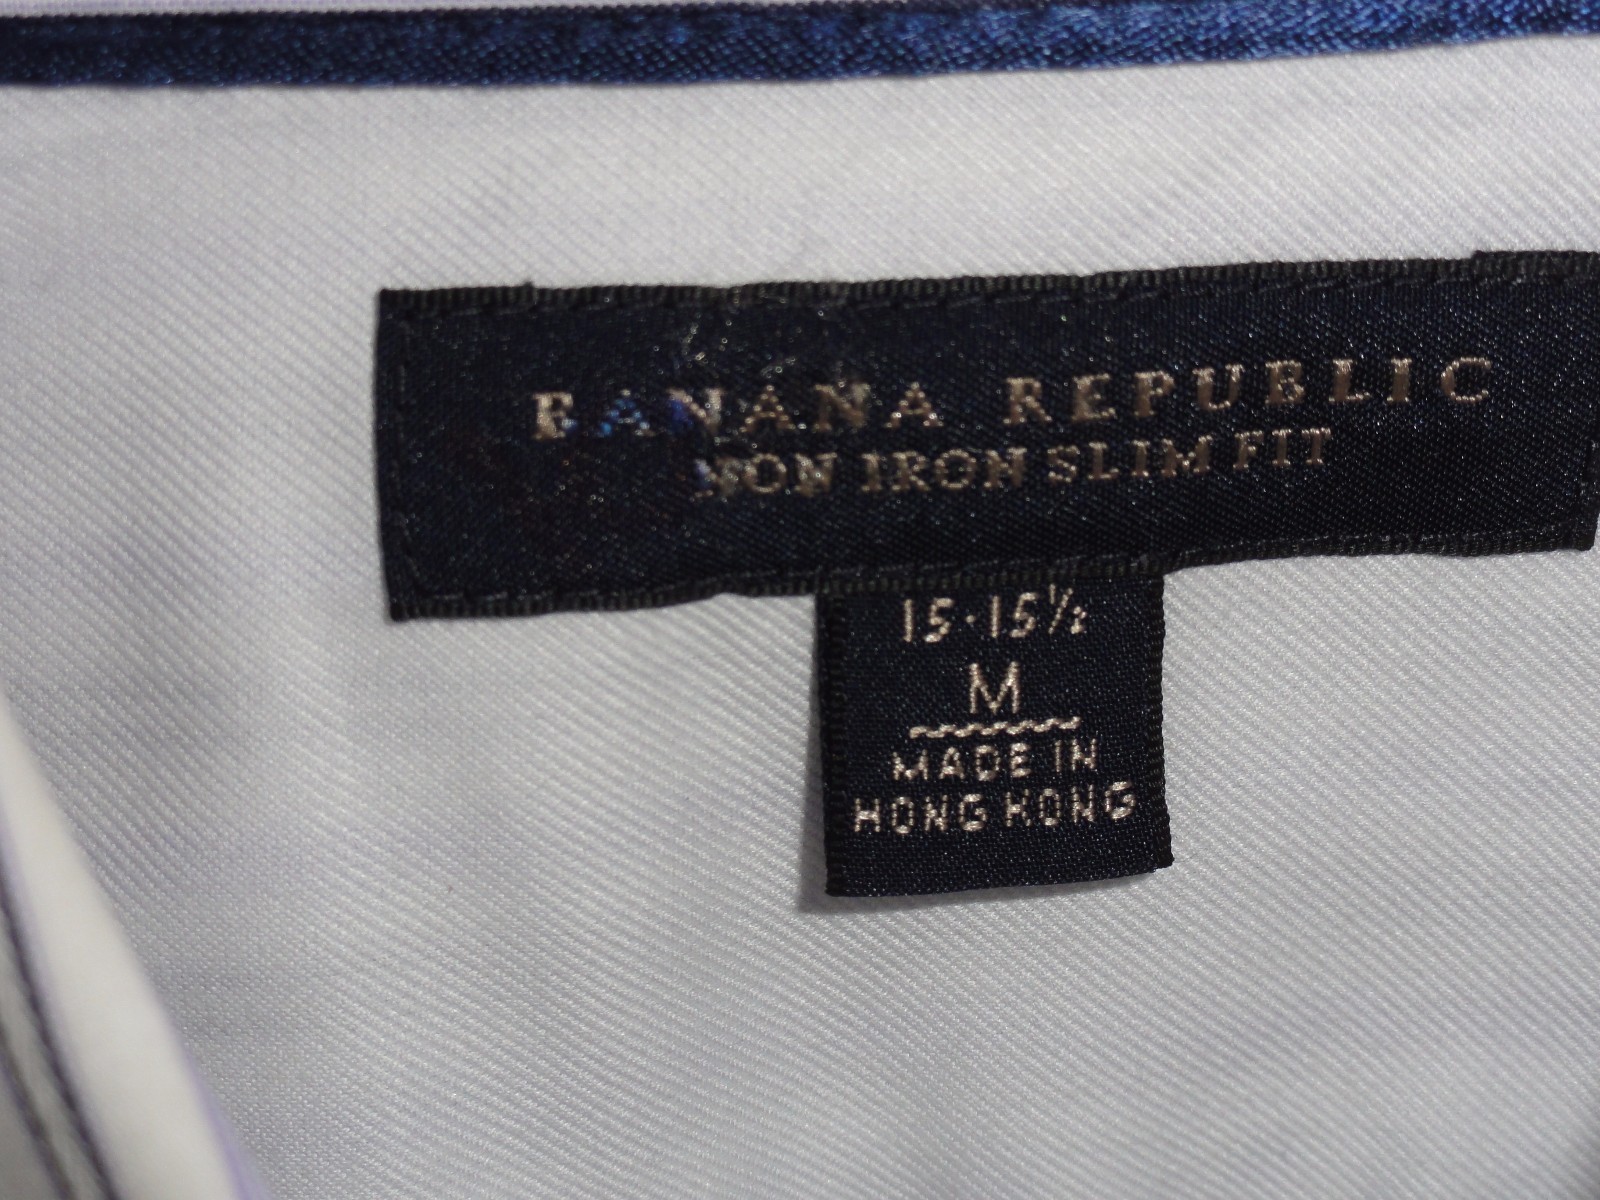 BANANA REPUBLIC
NON IRON SLIM FIT
15·15½
M
MADE IN
HONG KONG